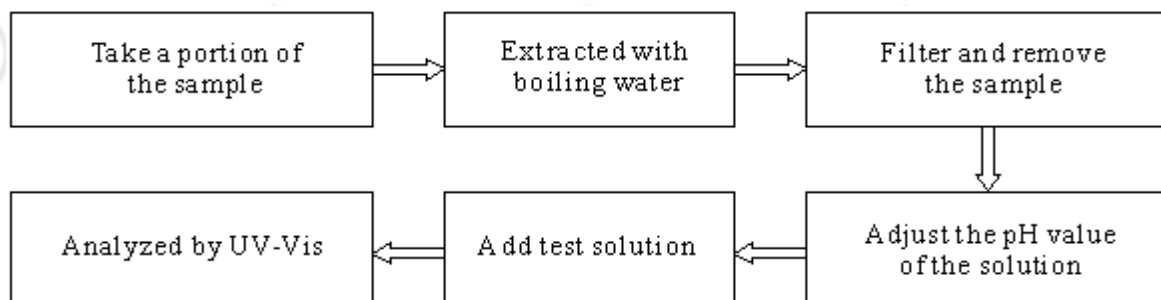 Take a portion of
the sample
Extracted with
boiling water
Filter and remove
the sample
Adjust the pH value
of the solution
Add test solution
Analyzed by UV-Vis